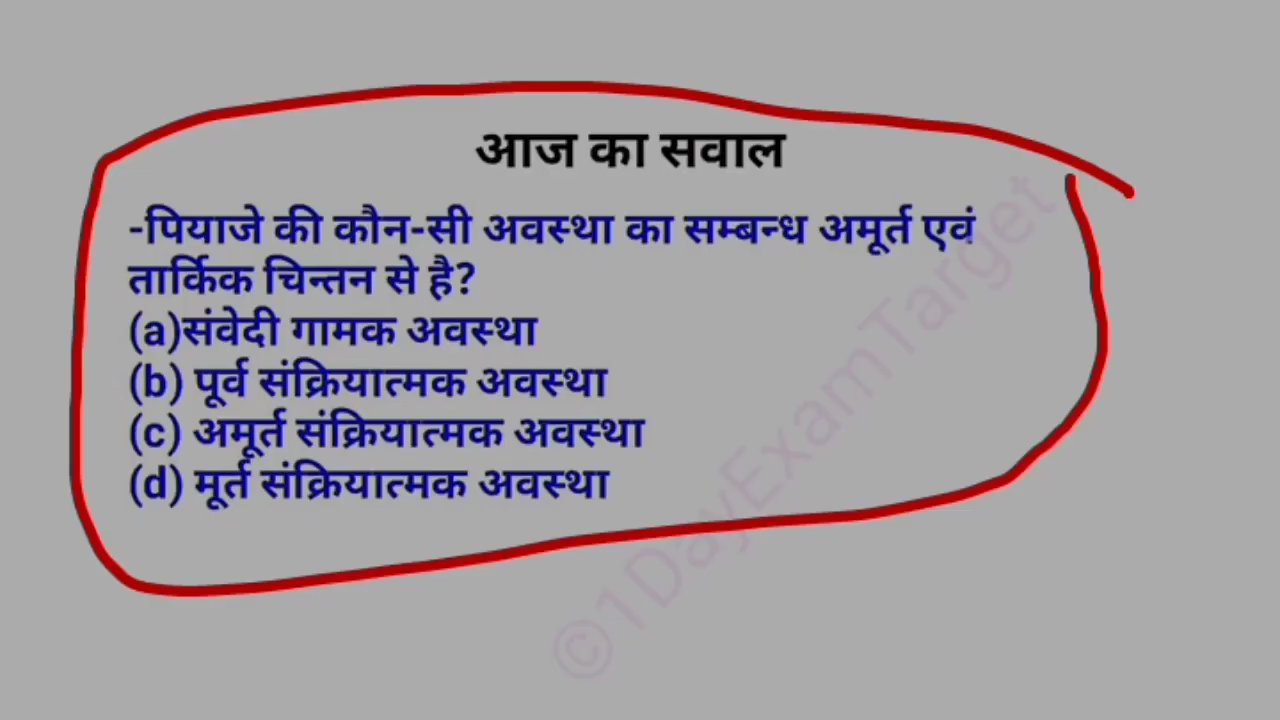 आज का सवाल
-पियाजे की कौन-सी अवस्था का सम्बन्ध अमूर्त एवं
तार्किक चिन्तन से है?
(a)संवेदी गामक अवस्था
(b) पूर्व संक्रियात्मक अवस्था
(c) अमूर्त संक्रियात्मक अवस्था
(d) मूर्त संक्रियात्मक अवस्था
©1DayExamTarget